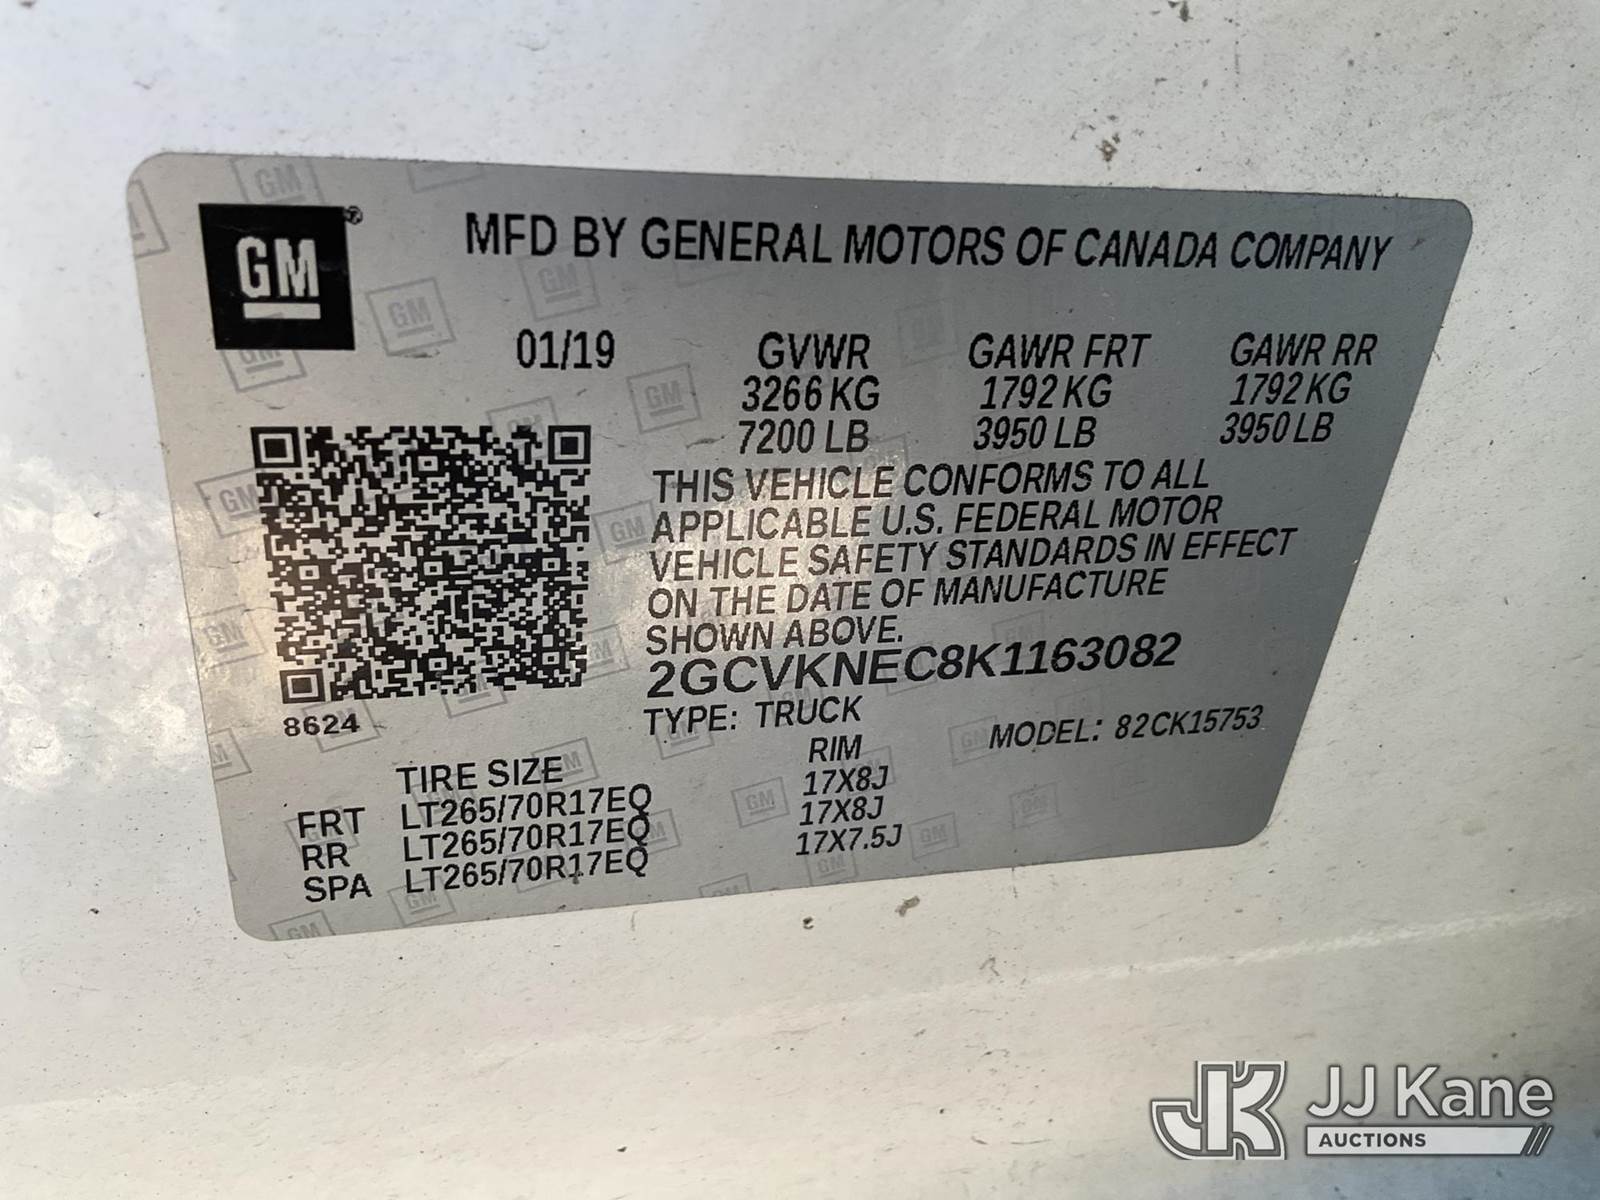 GM®
MFD BY GENERAL MOTORS OF CANADA COMPANY
01/19 GVWR GAWR FRT GAWR RR
3266 KG 1792 KG 1792 KG
7200 LB 3950 LB 3950 LB
THIS VEHICLE CONFORMS TO ALL
APPLICABLE U.S. FEDERAL MOTOR
VEHICLE SAFETY STANDARDS IN EFFECT
ON THE DATE OF MANUFACTURE
SHOWN ABOVE.
2GCVKNEC8K1163082
8624
TYPE: TRUCK MODEL: 82CK15753
TIRE SIZE RIM
FRT LT265/70R17EQ 17X8J
RR LT265/70R17EQ 17X8J
SPA LT265/70R17EQ 17X7.5J
JK JJ Kane
AUCTIONS